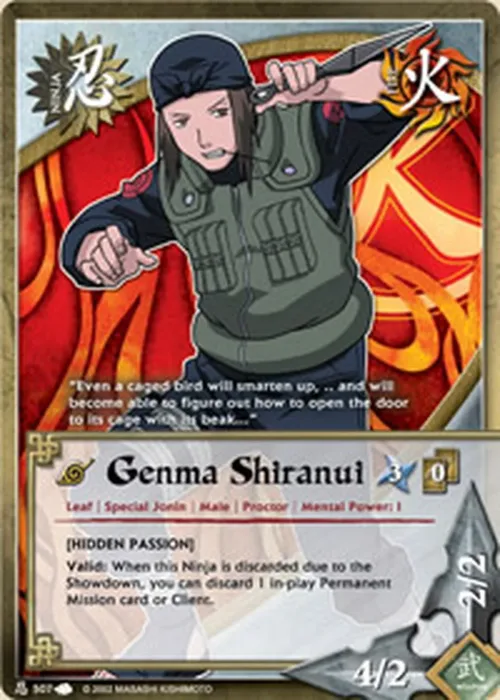 NINJA
忍
火
"Even a caged bird will smarten up, .. and will
become able to figure out how to open the door
to its cage with its beak..."
Genma Shiranui 3 0
Leaf | Special Jonin | Male | Proctor | Mental Power: 1
[HIDDEN PASSION]
Valid: When this Ninja is discarded due to the
Showdown, you can discard 1 in-play Permanent
Mission card or Client.
2/2
4/2
武
507 © 2002 MASASHI KISHIMOTO